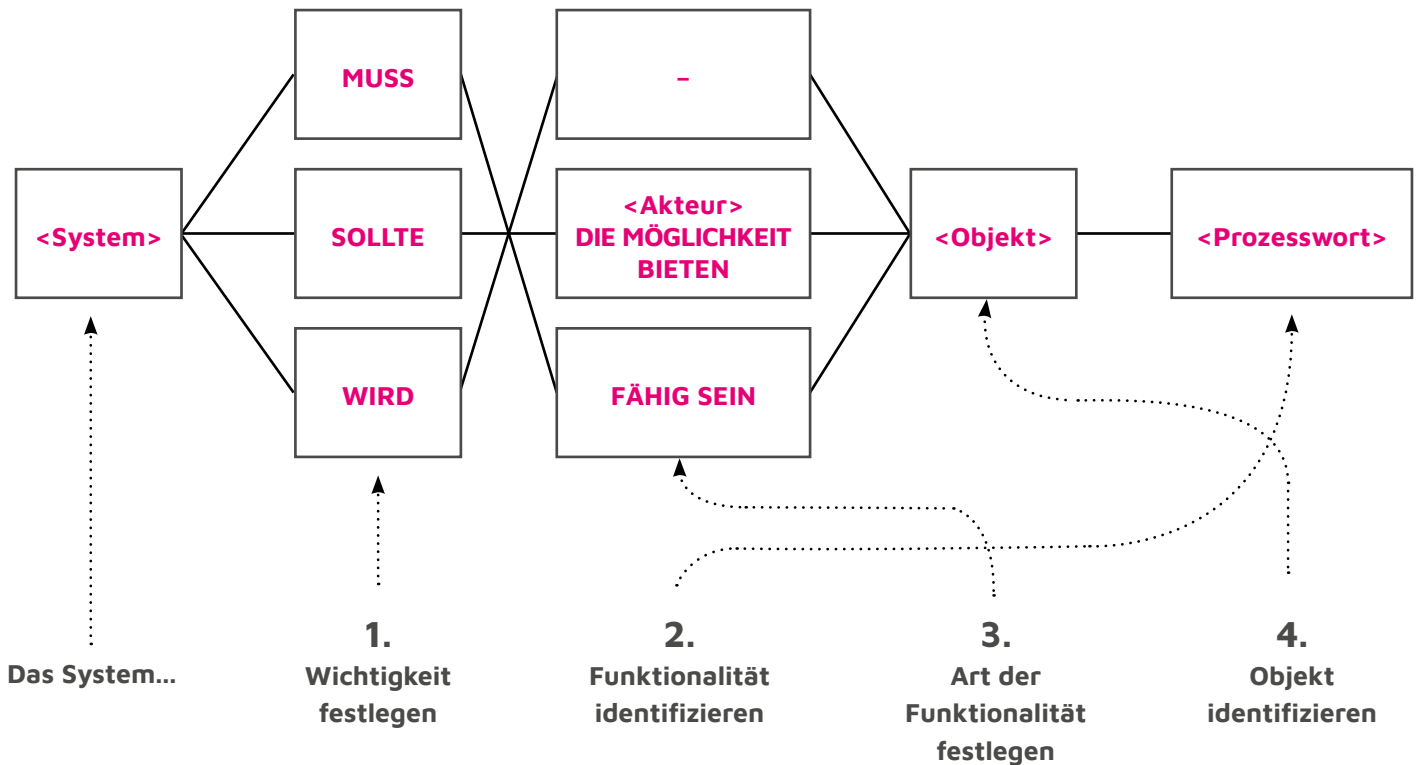 MUSS
–
<System>
SOLLTE
<Akteur>
DIE MÖGLICHKEIT
BIETEN
<Objekt>
<Prozesswort>
WIRD
FÄHIG SEIN
Das System...
1.
Wichtigkeit
festlegen
2.
Funktionalität
identifizieren
3.
Art der
Funktionalität
festlegen
4.
Objekt
identifizieren